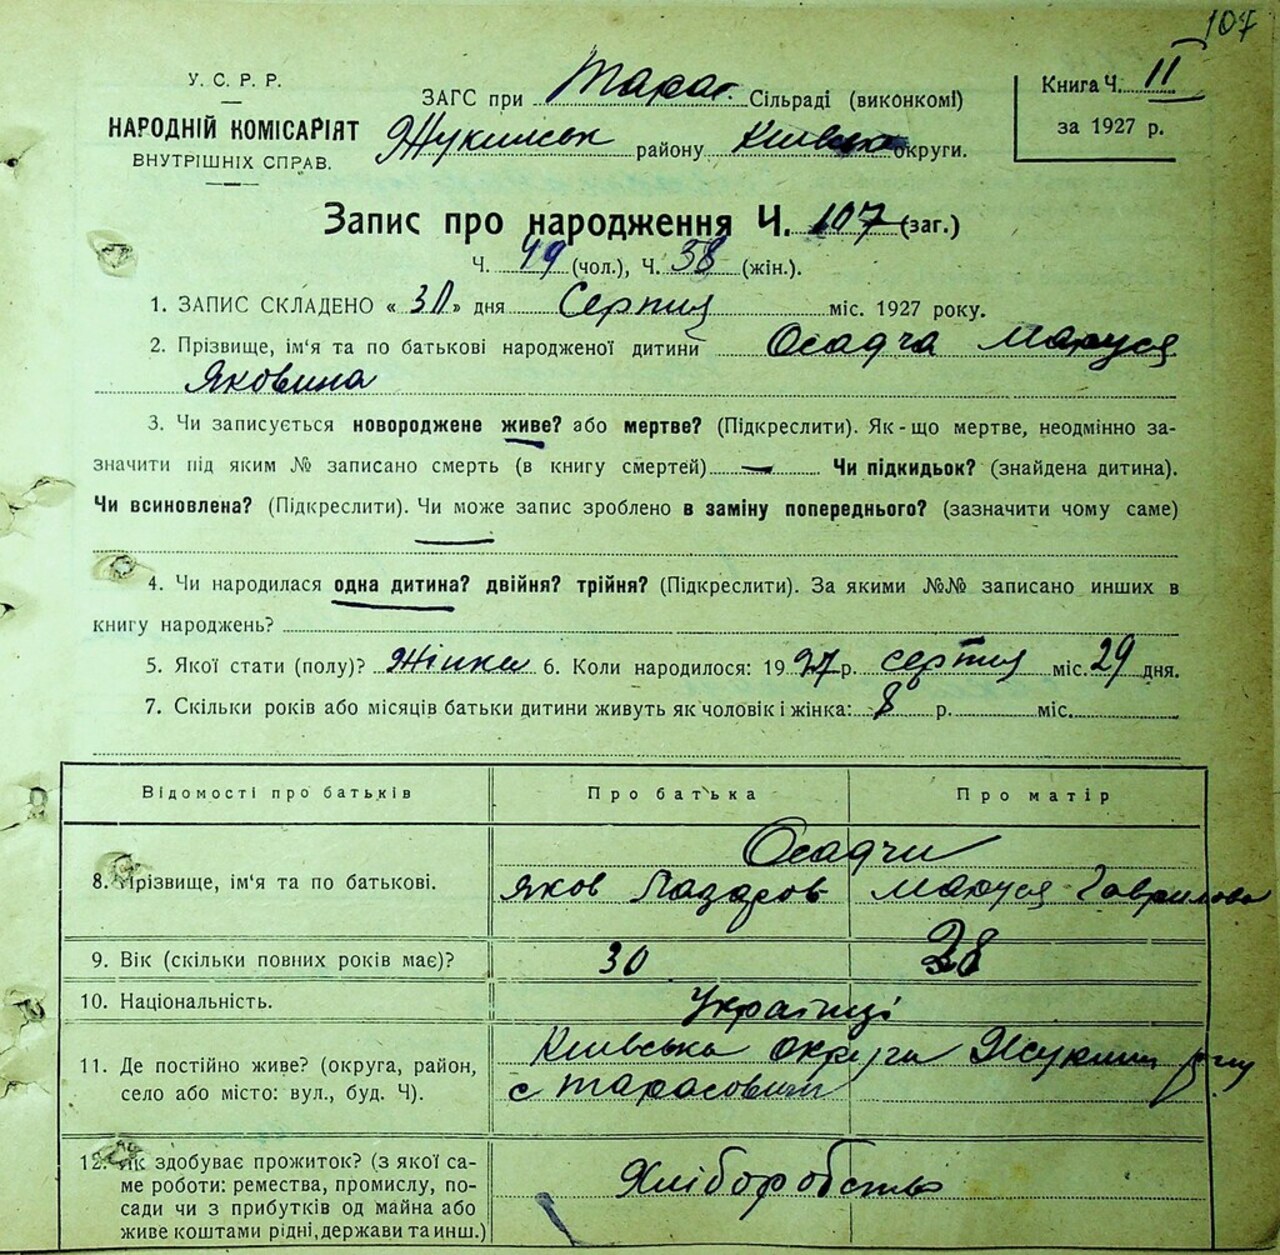 107
У. С. Р. Р.
НАРОДНІЙ КОМІСАРІЯТ
ВНУТРІШНІХ СПРАВ.
ЗАГС при Тарас. Сільраді (виконкомі)
Жукинськ району Київська округи.
Книга Ч. II
за 1927 р.
Запис про народження Ч. 107 (заг.)
Ч. 49 (чол.), Ч. 58 (жін.).
1. ЗАПИС СКЛАДЕНО « 30 » дня Серпня міс. 1927 року.
2. Прізвище, ім'я та по батькові народженої дитини Осадча Маруся
Яковина
3. Чи записується новороджене живе? або мертве? (Підкреслити). Як-що мертве, неодмінно за-
значити під яким № записано смерть (в книгу смертей) — Чи підкидьок? (знайдена дитина).
Чи всиновлена? (Підкреслити). Чи може запис зроблено в заміну попереднього? (зазначити чому саме)
4. Чи народилася одна дитина? двійня? трійня? (Підкреслити). За якими №№ записано инших в
книгу народжень?
5. Якої стати (полу)? Жінка 6. Коли народилося: 1927 р. серпня міс. 29 дня.
7. Скільки років або місяців батьки дитини живуть як чоловік і жінка: 8 р. міс.
Відомості про батьків Про батька Про матір
Осадчи
8. Прізвище, ім'я та по батькові. Яков Лазаров Маруся Гаврилова
9. Вік (скільки повних років має)? 30 28
10. Національність. Українці
11. Де постійно живе? (округа, район, Київська округа Жукин р-ну
село або місто: вул., буд. Ч). с Тарасовичи
12. Як здобуває прожиток? (з якої са-
ме роботи: ремества, промислу, по- Хліборобство
сади чи з прибутків од майна або
живе коштами рідні, держави та инш.)